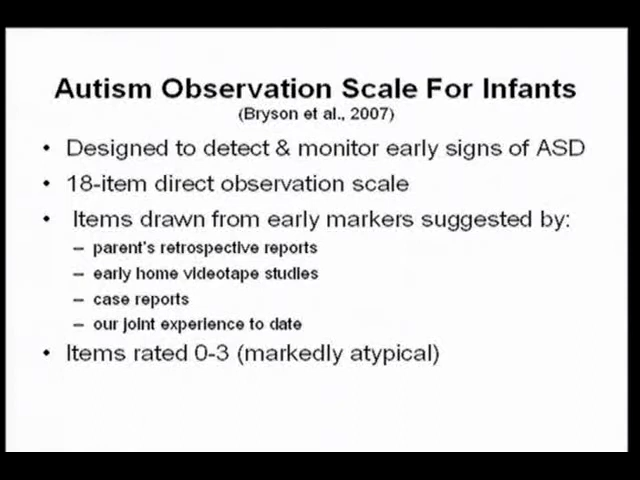 Autism Observation Scale For Infants
(Bryson et al., 2007)
• Designed to detect & monitor early signs of ASD
• 18-item direct observation scale
• Items drawn from early markers suggested by:
– parent's retrospective reports
– early home videotape studies
– case reports
– our joint experience to date
• Items rated 0-3 (markedly atypical)